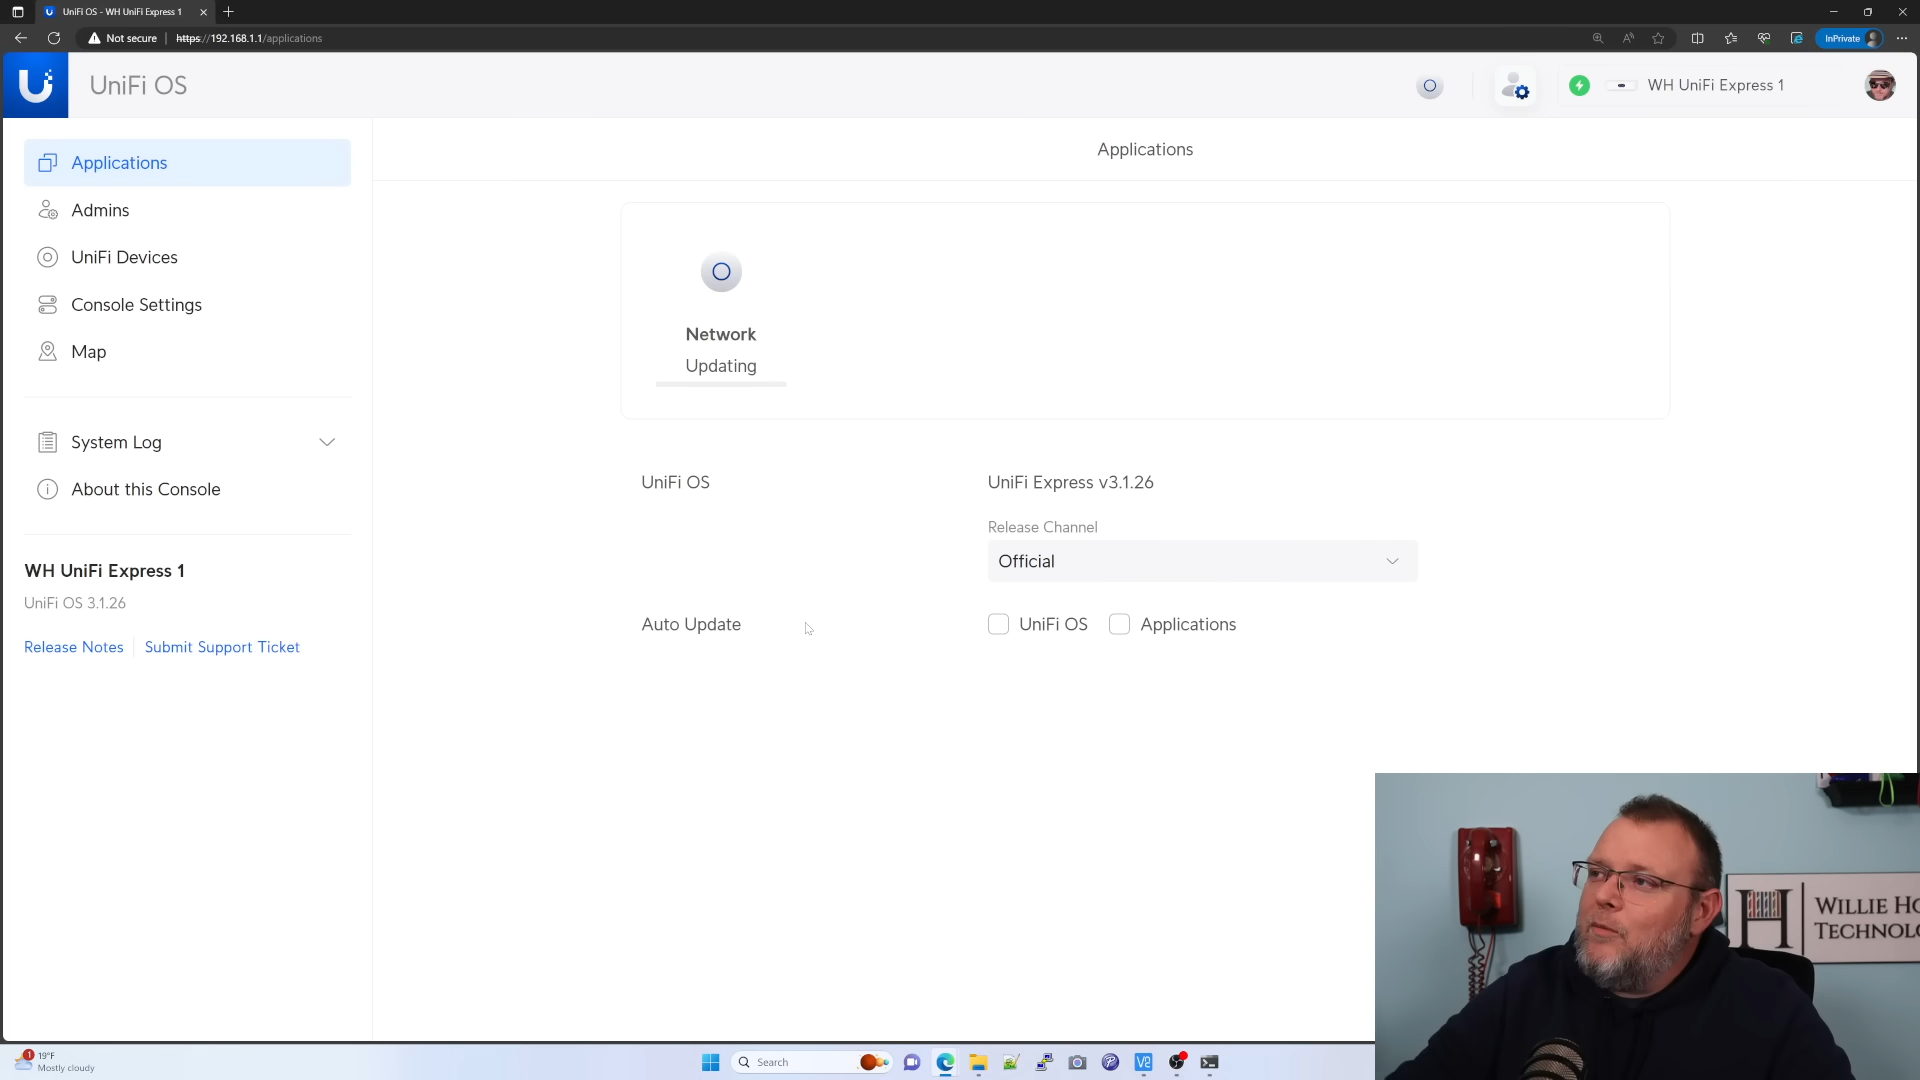 UniFi OS - WH UniFi Express 1
Not secure
https://192.168.1.1/applications
InPrivate
UniFi OS
WH UniFi Express 1
Applications
Admins
UniFi Devices
Console Settings
Map
System Log
About this Console
WH UniFi Express 1
UniFi OS 3.1.26
Release Notes
Submit Support Ticket
Applications
Network
Updating
UniFi OS
UniFi Express v3.1.26
Release Channel
Official
Auto Update
UniFi OS
Applications
WILLIE HO
TECHNOLO
1
19°F
Mostly cloudy
Search